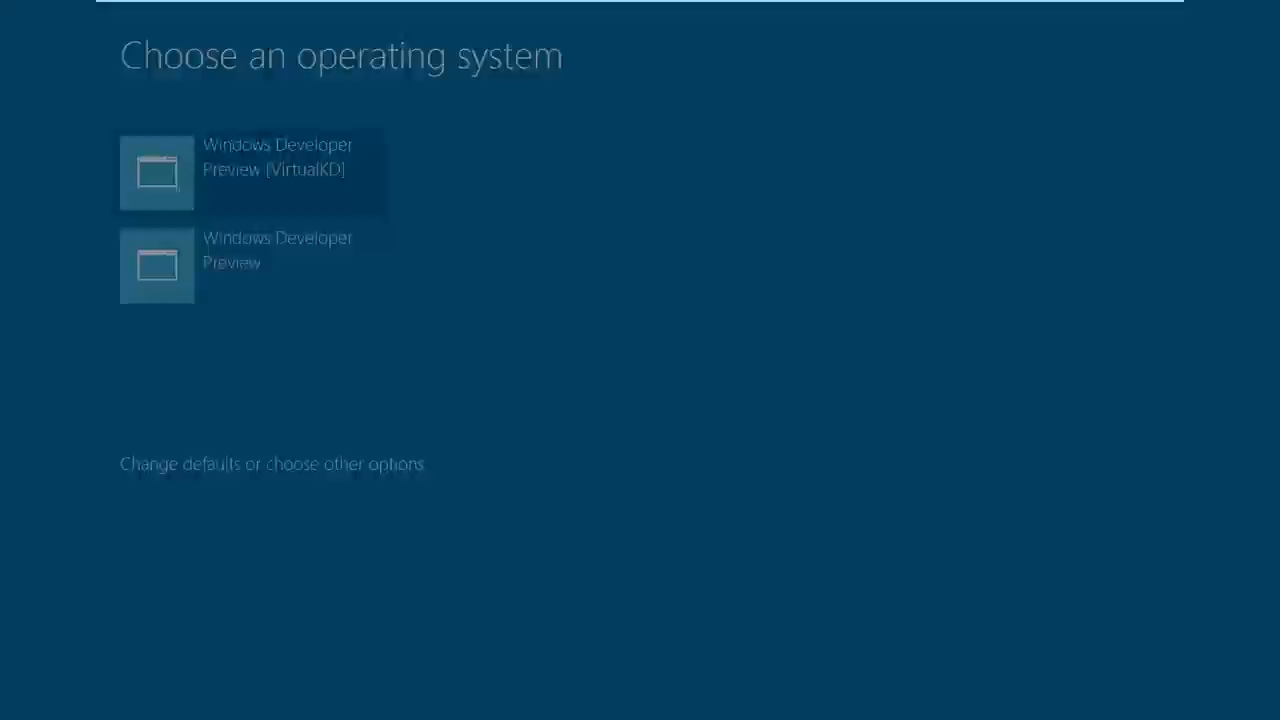 Choose an operating system
Windows Developer
Preview [VirtualKD]
Windows Developer
Preview
Change defaults or choose other options